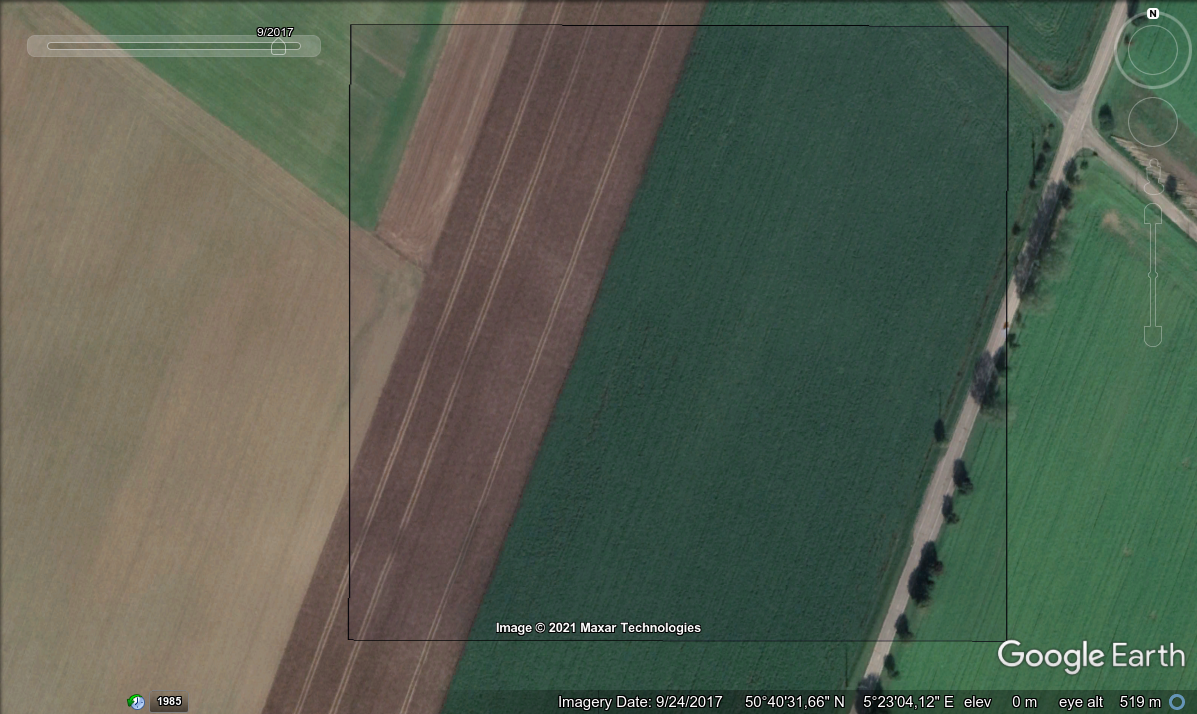 N
9/2017
Image © 2021 Maxar Technologies
Google Earth
1985
Imagery Date: 9/24/2017 50°40'31,66" N 5°23'04,12" E elev 0 m eye alt 519 m